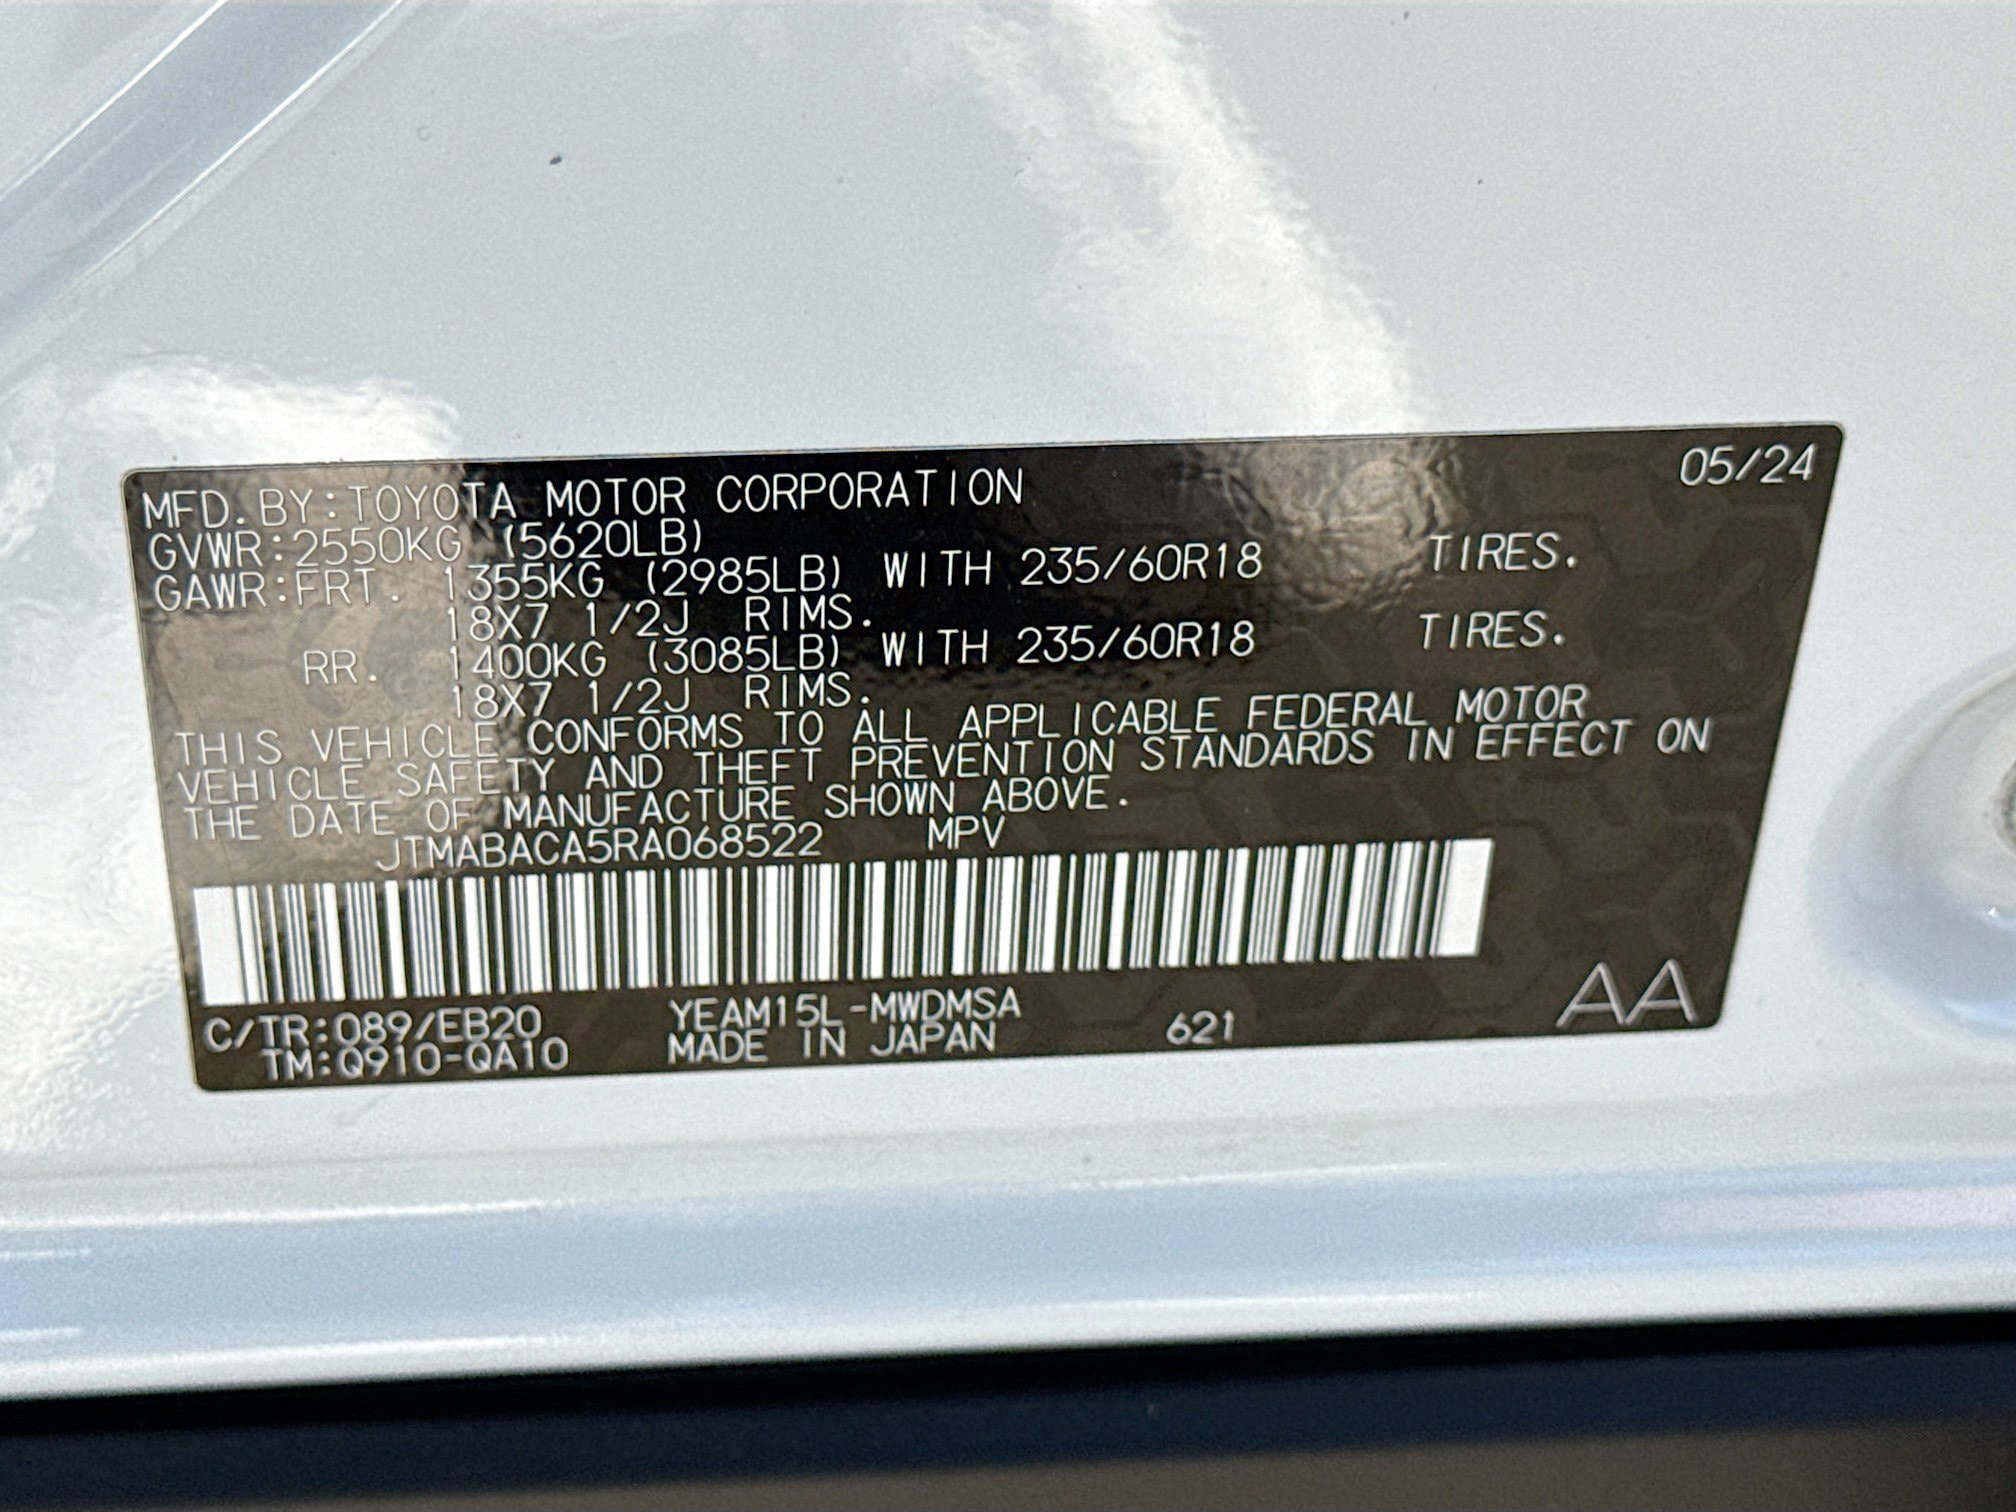 05/24
MFD. BY:TOYOTA MOTOR CORPORATION
GVWR:2550KG (5620LB)
GAWR:FRT. 1355KG (2985LB) WITH 235/60R18 TIRES.
18X7 1/2J RIMS.
RR. 1400KG (3085LB) WITH 235/60R18 TIRES.
18X7 1/2J RIMS.
THIS VEHICLE CONFORMS TO ALL APPLICABLE FEDERAL MOTOR
VEHICLE SAFETY AND THEFT PREVENTION STANDARDS IN EFFECT ON
THE DATE OF MANUFACTURE SHOWN ABOVE.
JTMABACA5RA068522 MPV
C/TR:089/EB20 YEAM15L-MWDMSA
TM:Q910-QA10 MADE IN JAPAN 621 AA